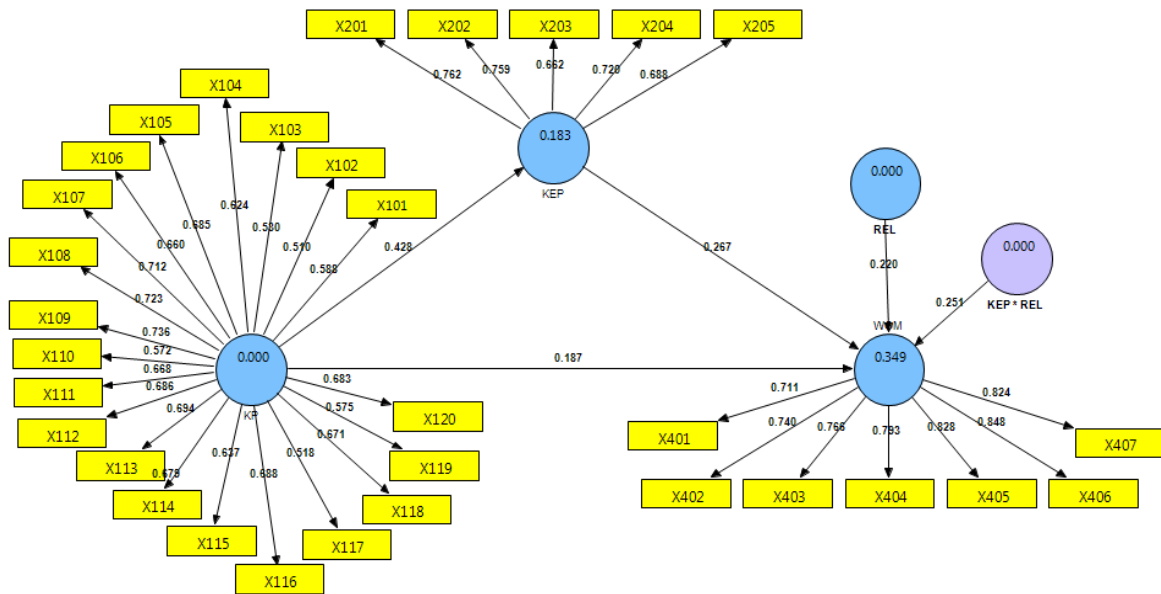 X201
X202
X203
X204
X205
0.762
0.759
0.662
0.720
0.688
0.183
KEP
X104
X105
X103
X106
X102
X107
X101
X108
0.624
0.685
0.580
0.510
0.660
0.588
0.712
0.428
0.723
0.267
0.000
REL
0.220
0.000
KEP * REL
0.251
X109
0.736
X110
0.572
X111
0.668
X112
0.686
0.000
KP
0.187
WOM
0.349
0.694
X113
0.679
X114
0.637
X115
0.688
X116
0.518
X117
0.671
X118
0.575
X119
0.683
X120
0.711
X401
0.740
X402
0.766
X403
0.793
X404
0.828
X405
0.848
X406
0.824
X407